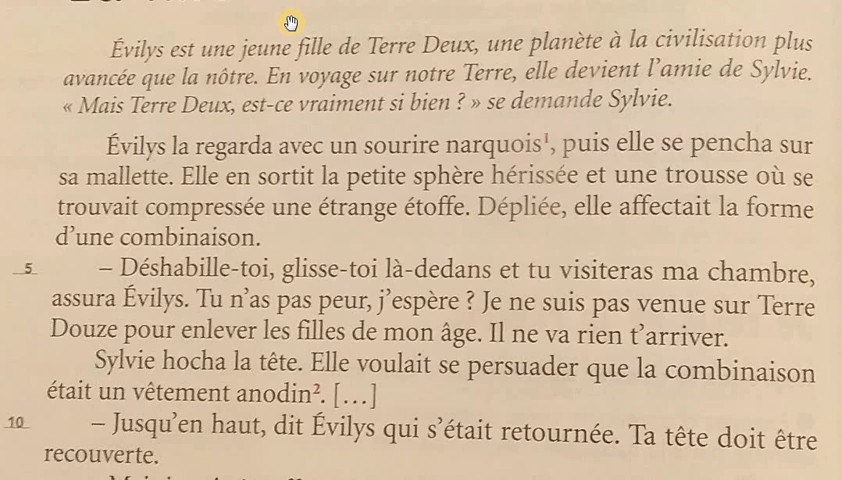 Évilys est une jeune fille de Terre Deux, une planète à la civilisation plus
avancée que la nôtre. En voyage sur notre Terre, elle devient l'amie de Sylvie.
« Mais Terre Deux, est-ce vraiment si bien ? » se demande Sylvie.
Évilys la regarda avec un sourire narquois¹, puis elle se pencha sur
sa mallette. Elle en sortit la petite sphère hérissée et une trousse où se
trouvait compressée une étrange étoffe. Dépliée, elle affectait la forme
d'une combinaison.
5 – Déshabille-toi, glisse-toi là-dedans et tu visiteras ma chambre,
assura Évilys. Tu n'as pas peur, j'espère ? Je ne suis pas venue sur Terre
Douze pour enlever les filles de mon âge. Il ne va rien t'arriver.
Sylvie hocha la tête. Elle voulait se persuader que la combinaison
était un vêtement anodin². […]
10 – Jusqu'en haut, dit Évilys qui s'était retournée. Ta tête doit être
recouverte.